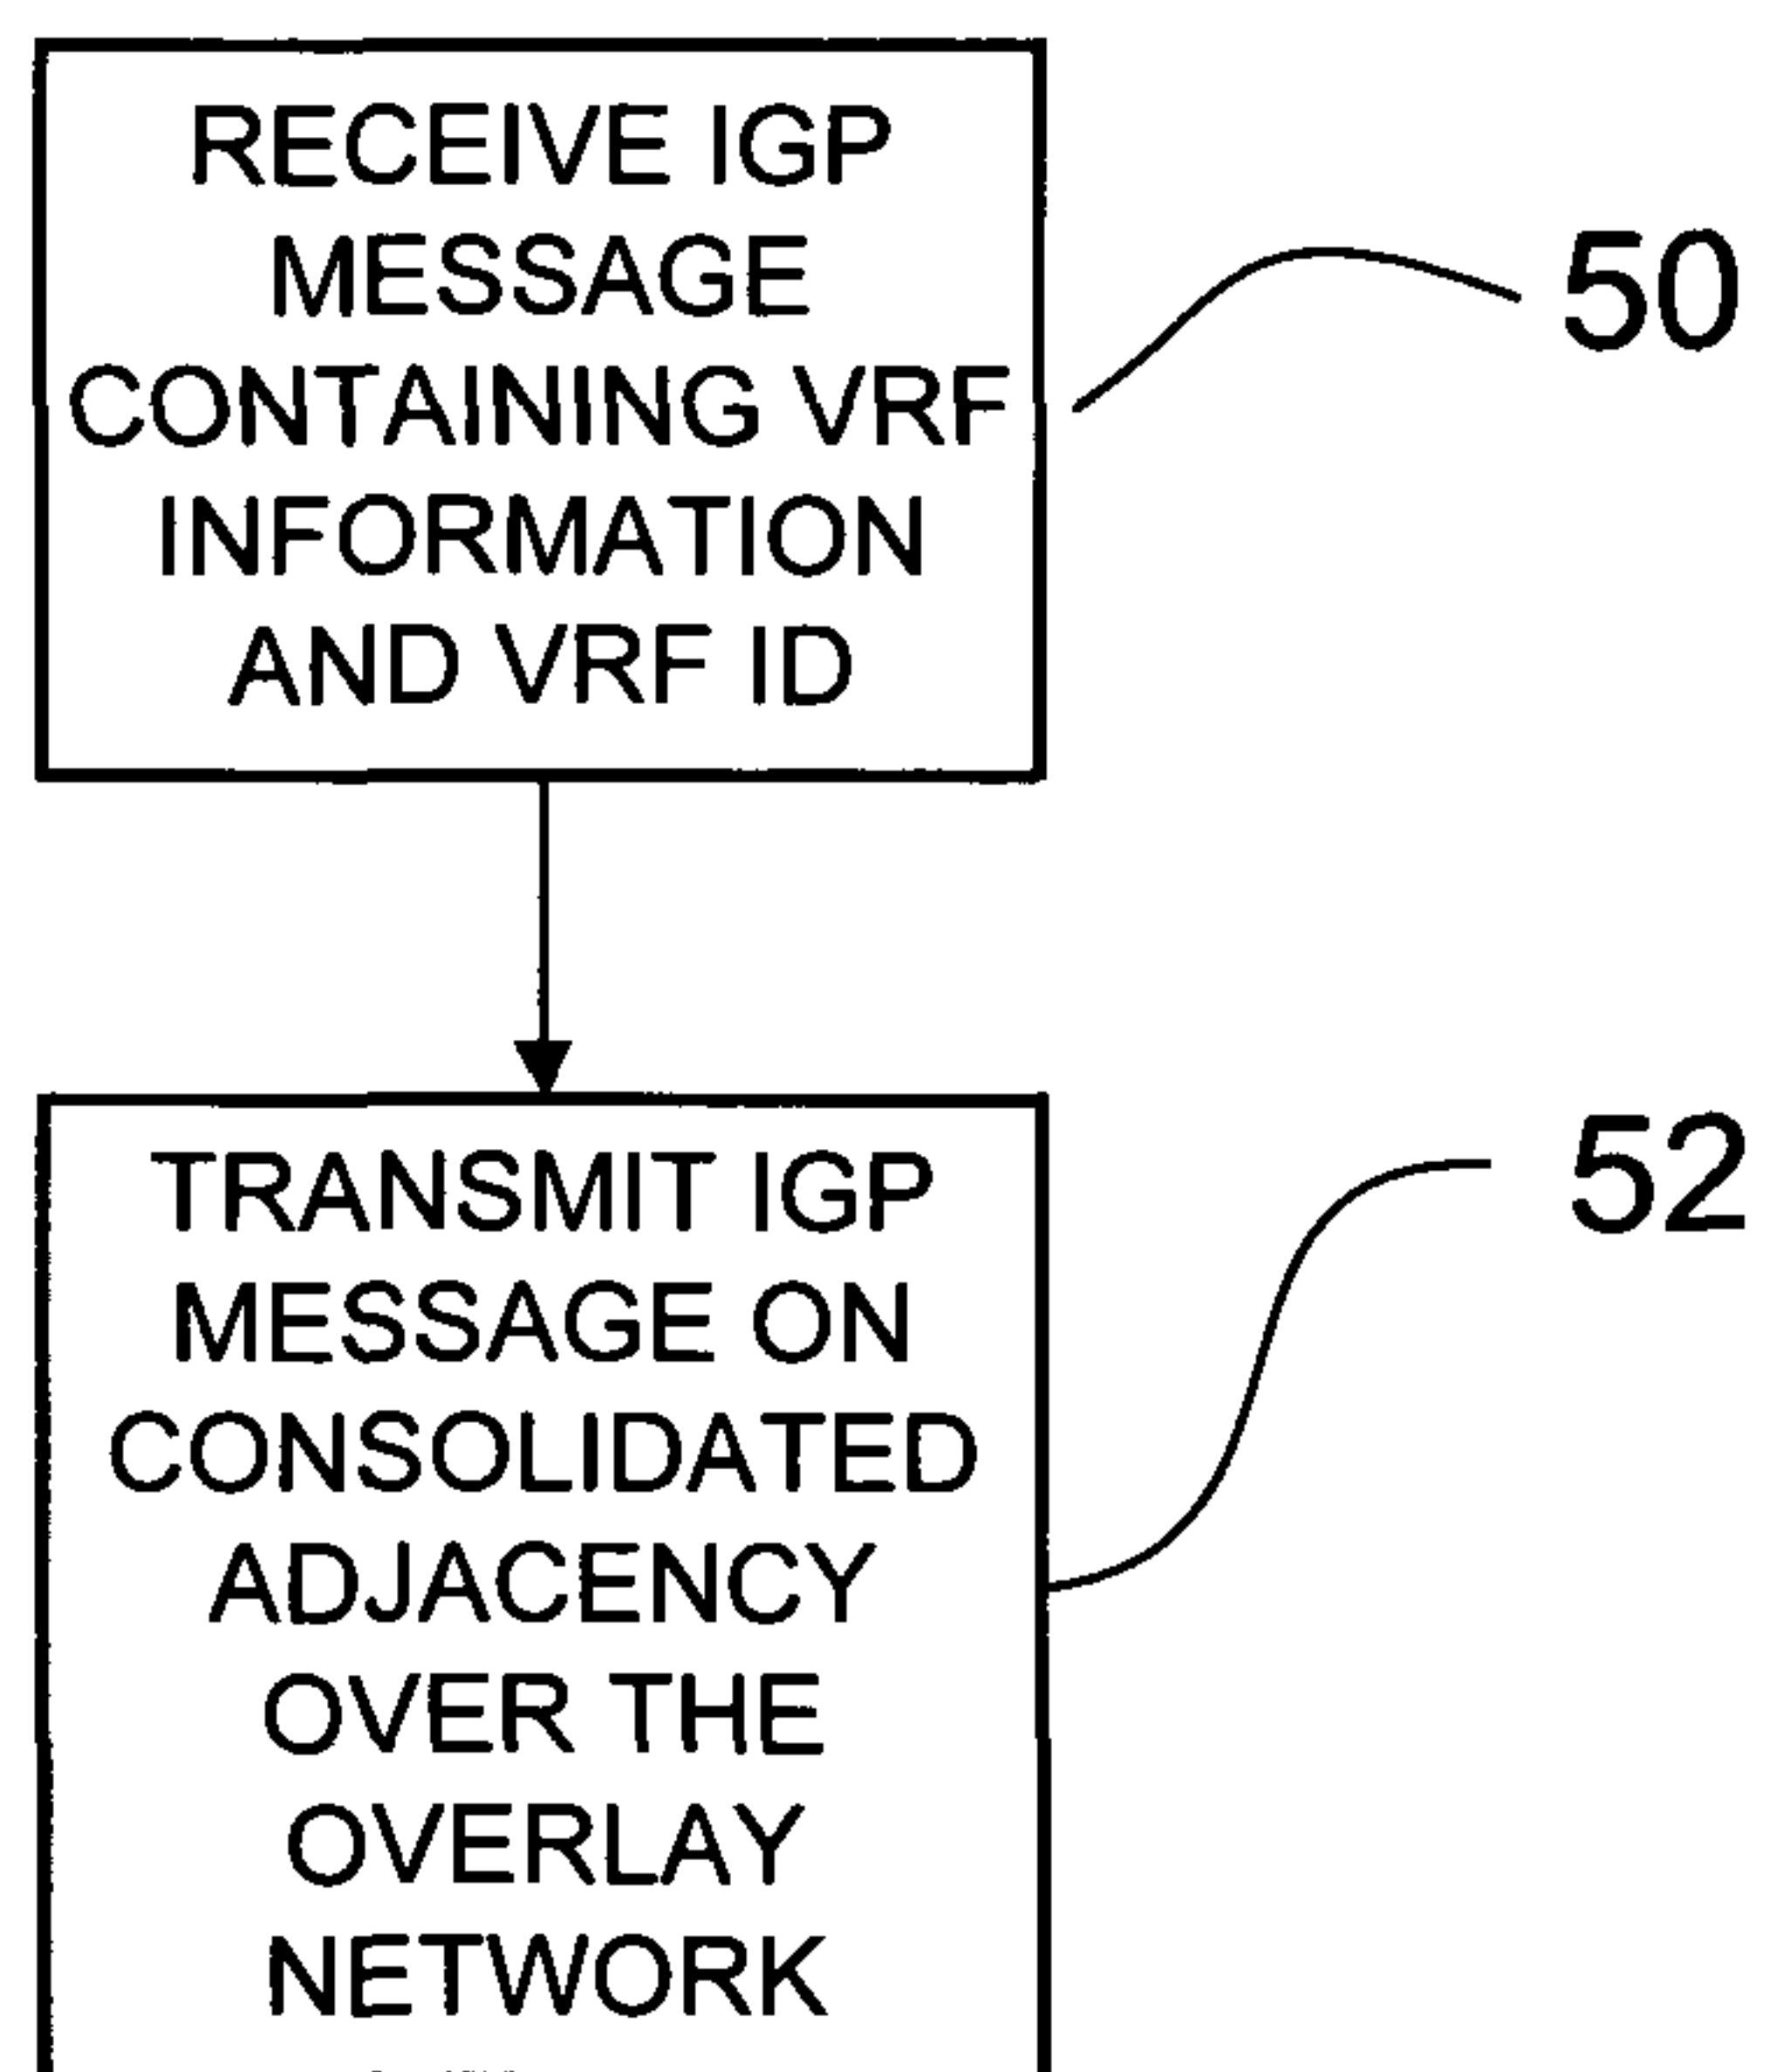 RECEIVE IGP
MESSAGE
CONTAINING VRF
INFORMATION
AND VRF ID
50
TRANSMIT IGP
MESSAGE ON
CONSOLIDATED
ADJACENCY
OVER THE
OVERLAY
NETWORK
52